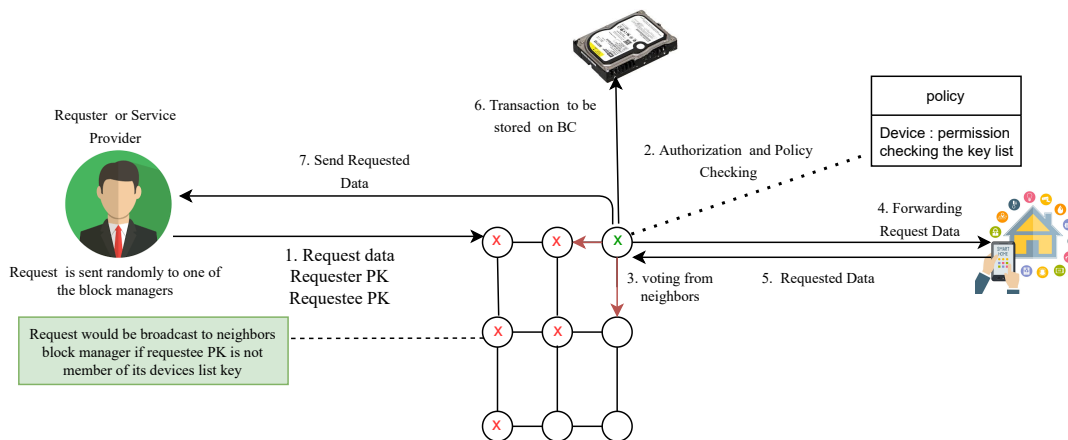 Requster or Service
Provider
Request is sent randomly to one of
the block managers
7. Send Requested
Data
1. Request data
Requester PK
Requestee PK
6. Transaction to be
stored on BC
2. Authorization and Policy
Checking
policy
Device : permission
checking the key list
4. Forwarding
Request Data
5. Requested Data
3. voting from
neighbors
X
X
X
X
X
X
Request would be broadcast to neighbors
block manager if requestee PK is not
member of its devices list key
SMART
HOME